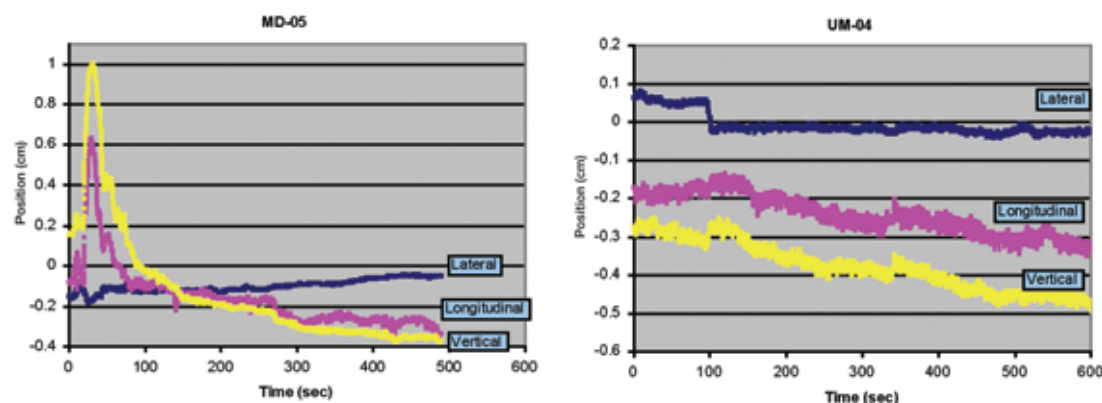 MD-05
1
0.8
0.6
0.4
0.2
0
-0.2
-0.4
Position (cm)
Lateral
Longitudinal
Vertical
0 100 200 300 400 500 600
Time (sec)
UM-04
0.2
0.1
0
-0.1
-0.2
-0.3
-0.4
-0.5
-0.6
Position (cm)
Lateral
Longitudinal
Vertical
0 100 200 300 400 500 600
Time (sec)